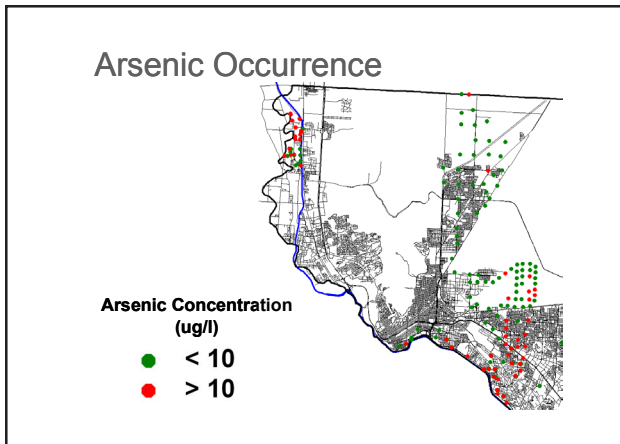 Arsenic Occurrence
Arsenic Concentration
(ug/l)
< 10
> 10